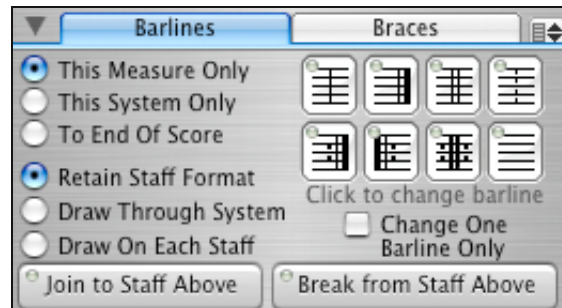 Barlines
Braces
This Measure Only
This System Only
To End Of Score
Retain Staff Format
Draw Through System
Draw On Each Staff
Click to change barline
Change One
Barline Only
Join to Staff Above
Break from Staff Above